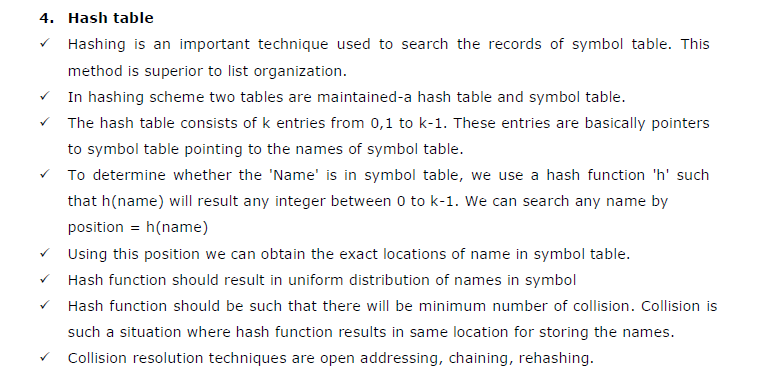 4. Hash table
✓ Hashing is an important technique used to search the records of symbol table. This
method is superior to list organization.
✓ In hashing scheme two tables are maintained-a hash table and symbol table.
✓ The hash table consists of k entries from 0,1 to k-1. These entries are basically pointers
to symbol table pointing to the names of symbol table.
✓ To determine whether the 'Name' is in symbol table, we use a hash function 'h' such
that h(name) will result any integer between 0 to k-1. We can search any name by
position = h(name)
✓ Using this position we can obtain the exact locations of name in symbol table.
✓ Hash function should result in uniform distribution of names in symbol
✓ Hash function should be such that there will be minimum number of collision. Collision is
such a situation where hash function results in same location for storing the names.
✓ Collision resolution techniques are open addressing, chaining, rehashing.